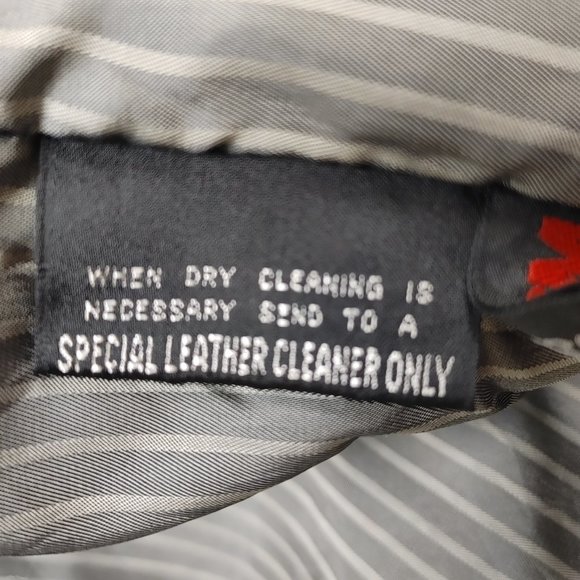 WHEN DRY CLEANING IS
NECESSARY SEND TO A
SPECIAL LEATHER CLEANER ONLY